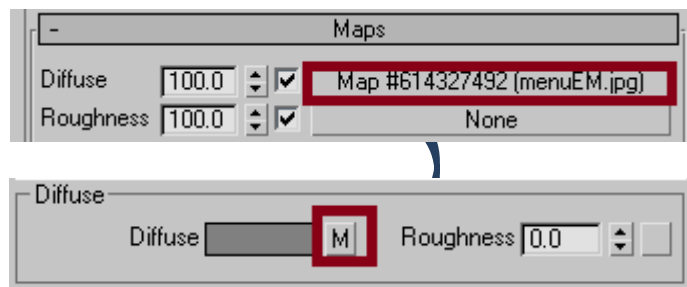 - Maps
Diffuse 100.0 Map #614327492 (menuEM.jpg)
Roughness 100.0 None
Diffuse
Diffuse M Roughness 0.0